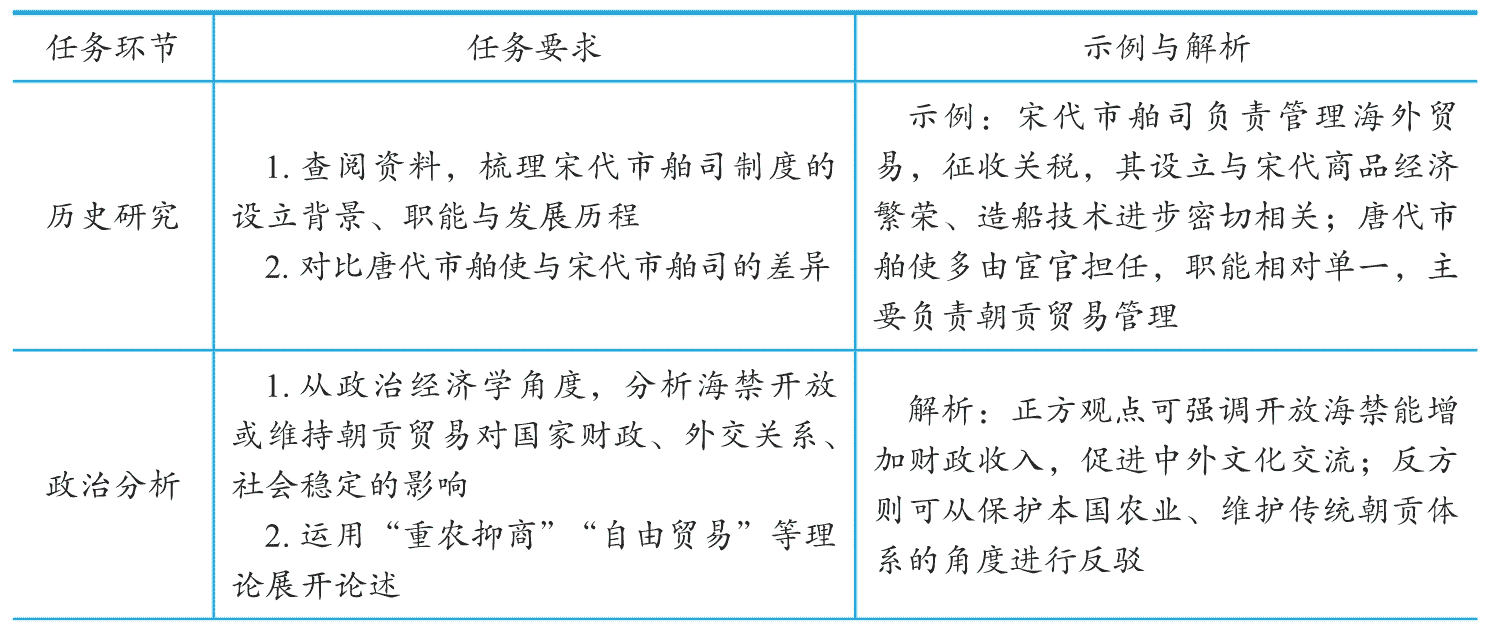 任务环节 任务要求 示例与解析
历史研究
1. 查阅资料，梳理宋代市舶司制度的
设立背景、职能与发展历程
2. 对比唐代市舶使与宋代市舶司的差异
示例：宋代市舶司负责管理海外贸
易，征收关税，其设立与宋代商品经济
繁荣、造船技术进步密切相关；唐代市
舶使多由宦官担任，职能相对单一，主
要负责朝贡贸易管理
政治分析
1. 从政治经济学角度，分析海禁开放
或维持朝贡贸易对国家财政、外交关系、
社会稳定的影响
2. 运用“重农抑商”“自由贸易”等理
论展开论述
解析：正方观点可强调开放海禁能增
加财政收入，促进中外文化交流；反方
则可从保护本国农业、维护传统朝贡体
系的角度进行反驳